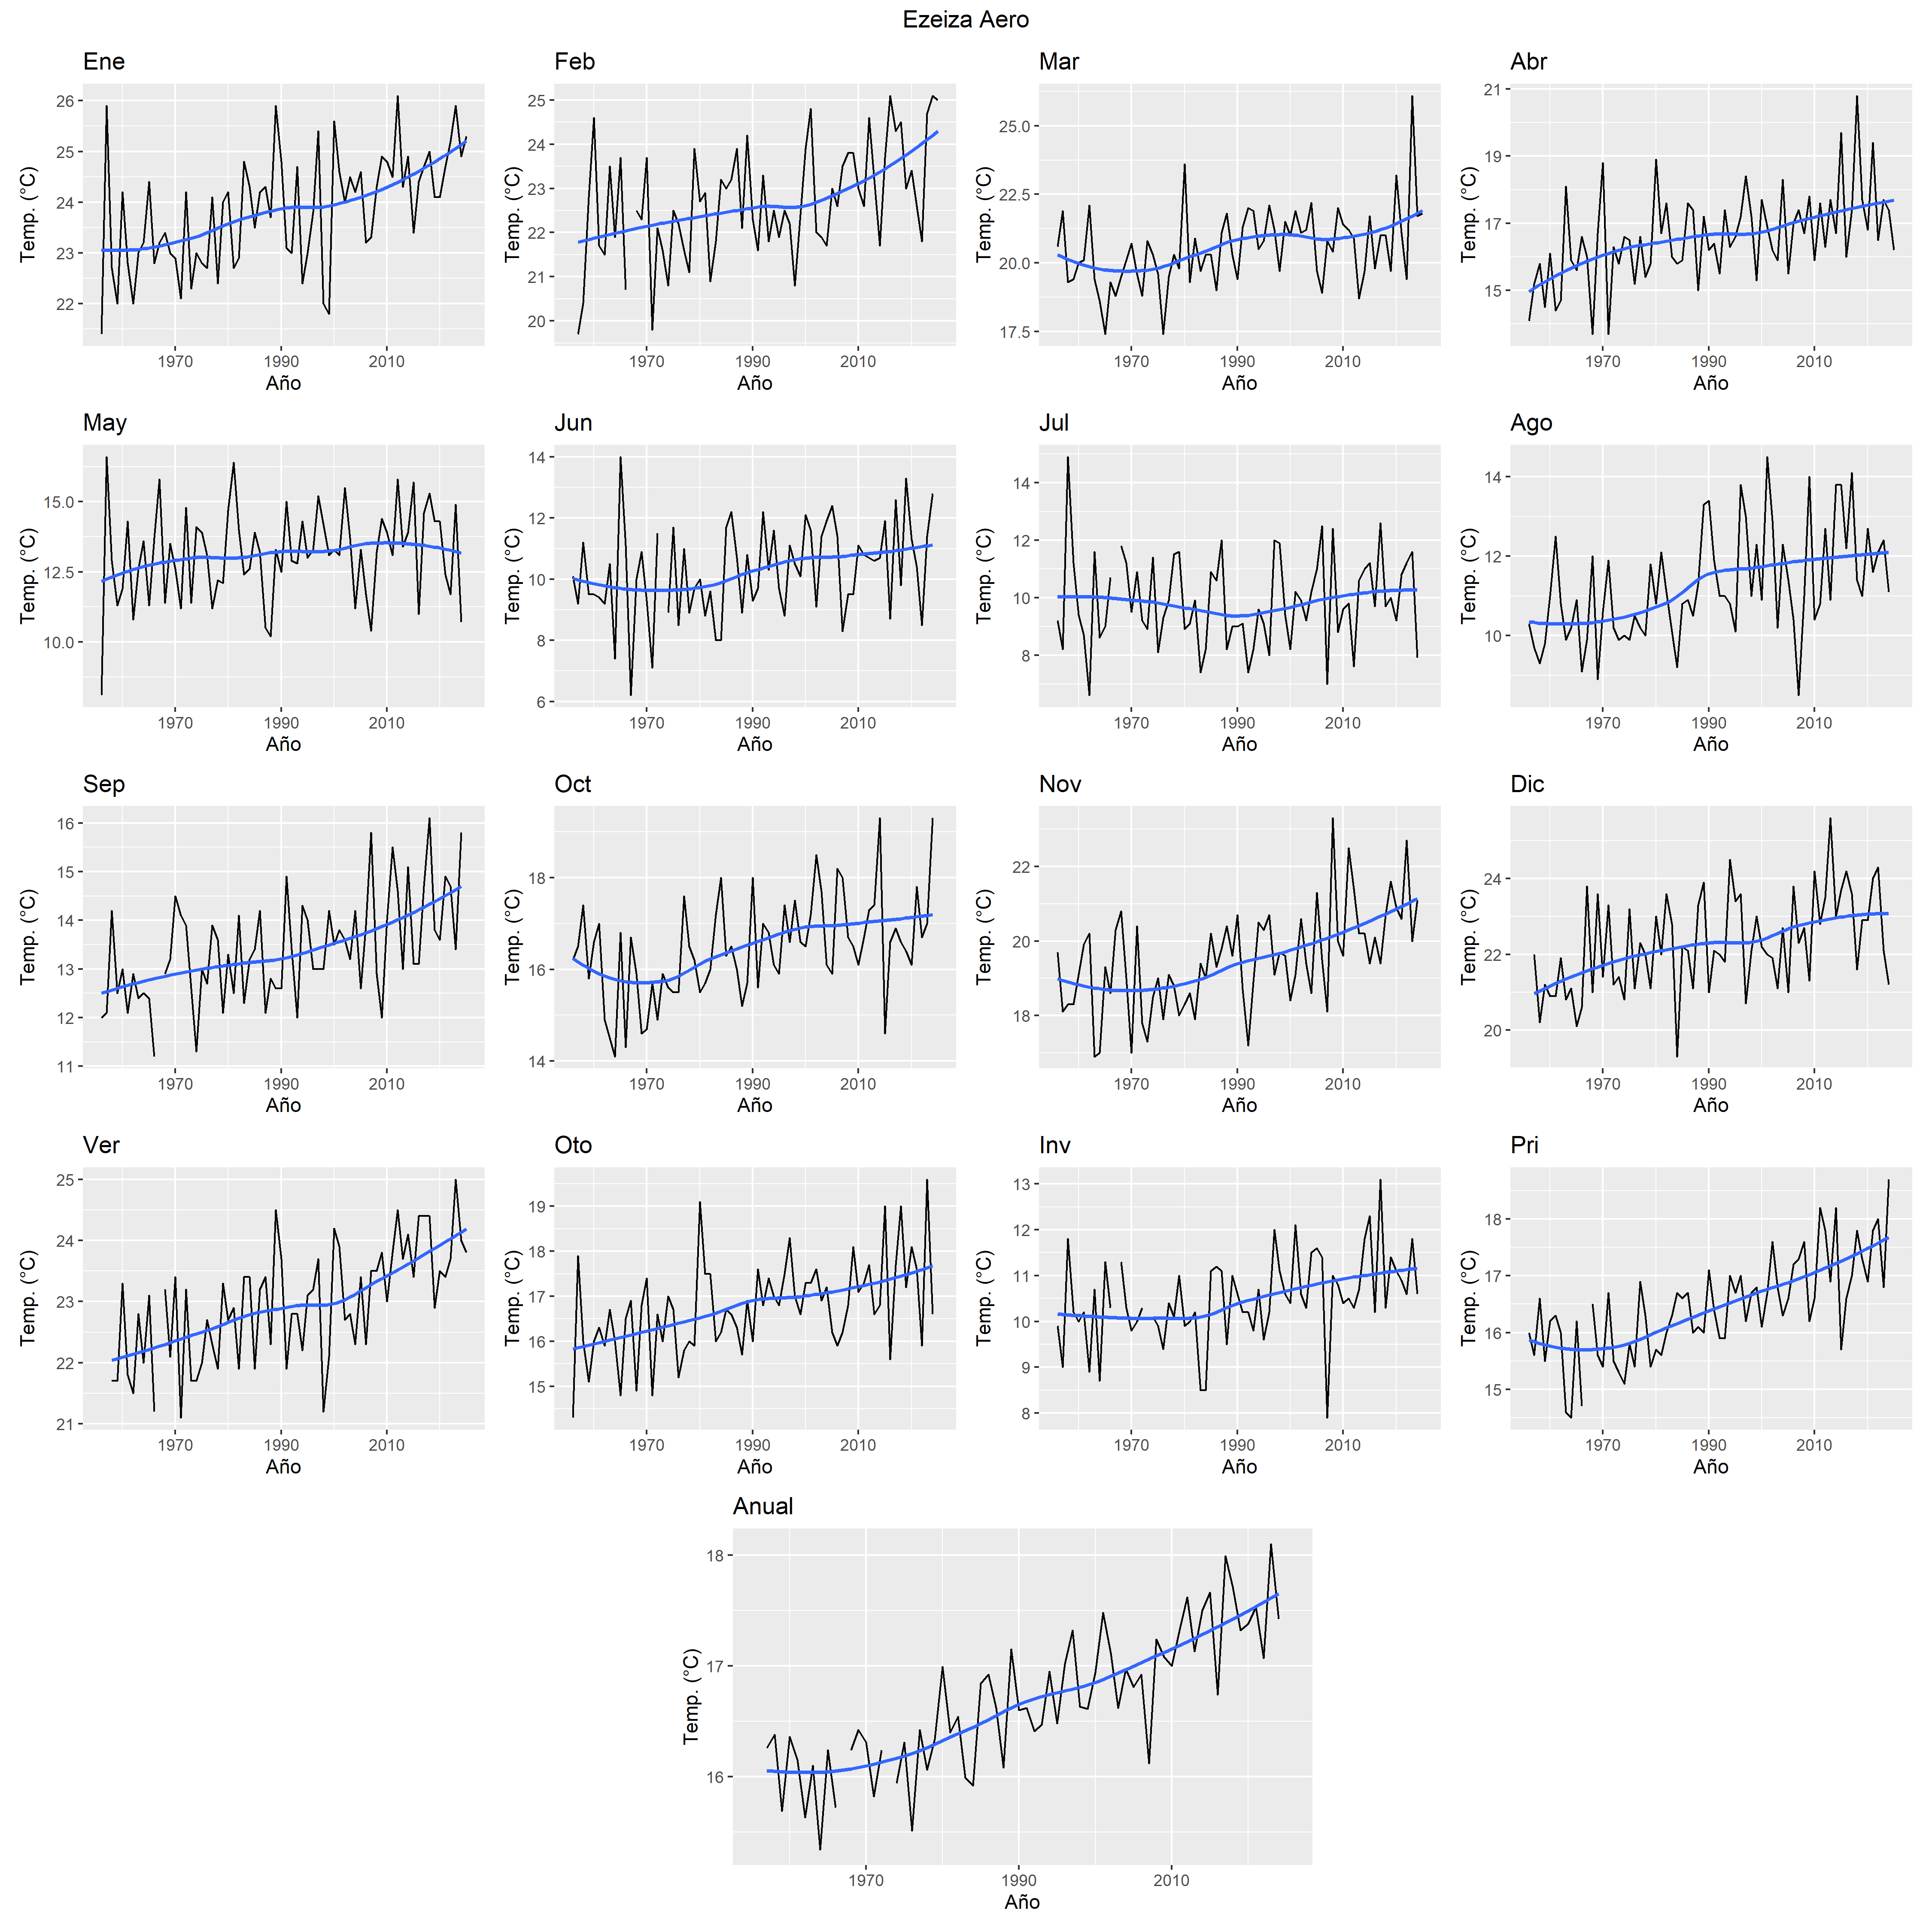 Ezeiza Aero
Ene
Feb
Mar
Abr
26
25
24
23
22
Temp. (°C)
1970
1990
2010
Año
25
24
23
22
21
20
Temp. (°C)
1970
1990
2010
Año
25.0
22.5
20.0
17.5
Temp. (°C)
1970
1990
2010
Año
21
19
17
15
Temp. (°C)
1970
1990
2010
Año
May
Jun
Jul
Ago
15.0
12.5
10.0
Temp. (°C)
1970
1990
2010
Año
14
12
10
8
6
Temp. (°C)
1970
1990
2010
Año
14
12
10
8
Temp. (°C)
1970
1990
2010
Año
14
12
10
Temp. (°C)
1970
1990
2010
Año
Sep
Oct
Nov
Dic
16
15
14
13
12
11
Temp. (°C)
1970
1990
2010
Año
18
16
14
Temp. (°C)
1970
1990
2010
Año
22
20
18
Temp. (°C)
1970
1990
2010
Año
24
22
20
Temp. (°C)
1970
1990
2010
Año
Ver
Oto
Inv
Pri
25
24
23
22
21
Temp. (°C)
1970
1990
2010
Año
19
18
17
16
15
Temp. (°C)
1970
1990
2010
Año
13
12
11
10
9
8
Temp. (°C)
1970
1990
2010
Año
18
17
16
15
Temp. (°C)
1970
1990
2010
Año
Anual
18
17
16
Temp. (°C)
1970
1990
2010
Año